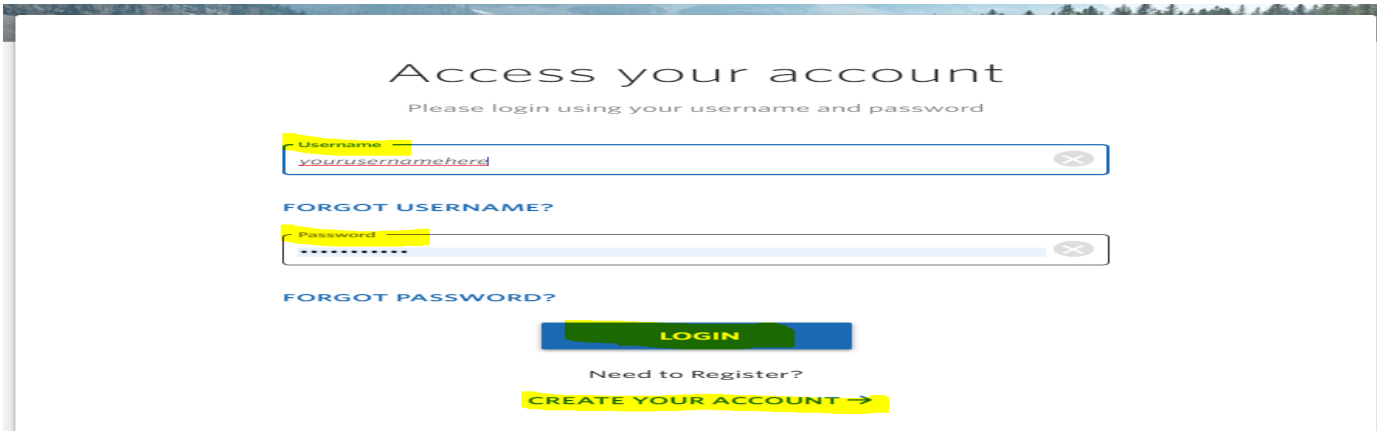 Access your account
Please login using your username and password
Username
yourusernamehere
FORGOT USERNAME?
Password
•••••••••••
FORGOT PASSWORD?
LOGIN
Need to Register?
CREATE YOUR ACCOUNT →